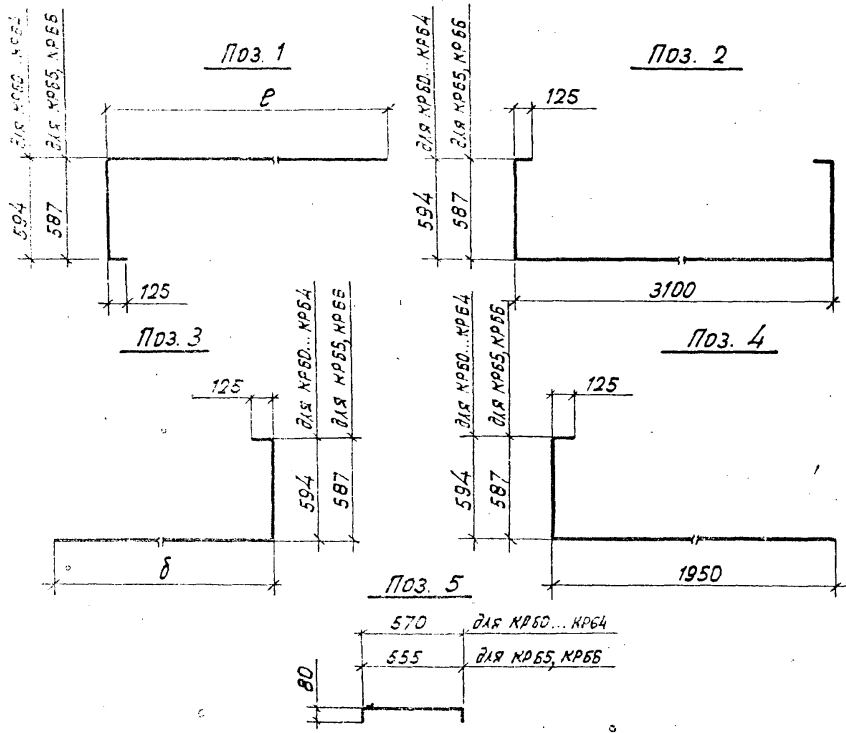 Поз. 1
для КР60...КР64
для КР65, КР66
594
587
ℓ
125
Поз. 2
для КР60...КР64
для КР65, КР66
594
587
125
3100
Поз. 3
125
для КР60...КР64
для КР65, КР66
594
587
δ
Поз. 4
для КР60...КР64
для КР65, КР66
594
587
125
1950
Поз. 5
570 для КР60...КР64
555 для КР65, КР66
80